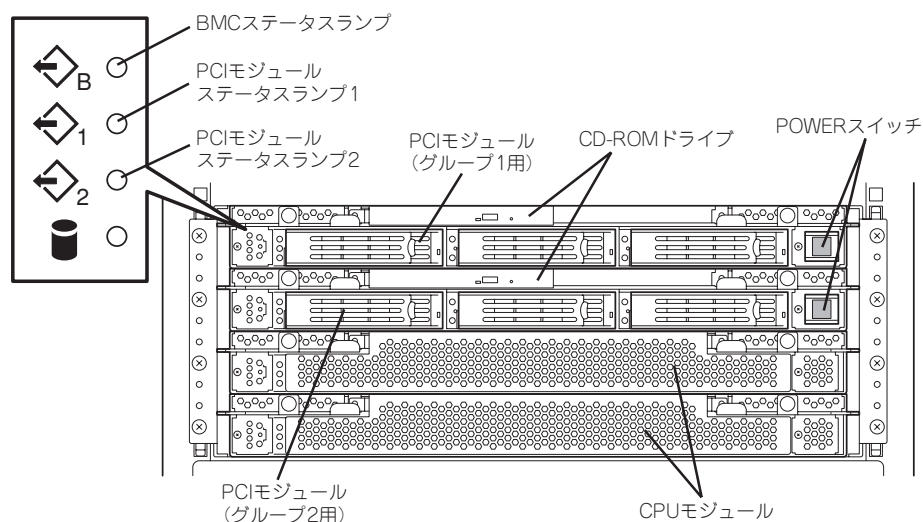 BMCステータスランプ
PCIモジュール
ステータスランプ1
PCIモジュール
ステータスランプ2
B
1
2
PCIモジュール
(グループ1用)
CD-ROMドライブ
POWERスイッチ
PCIモジュール
(グループ2用)
CPUモジュール